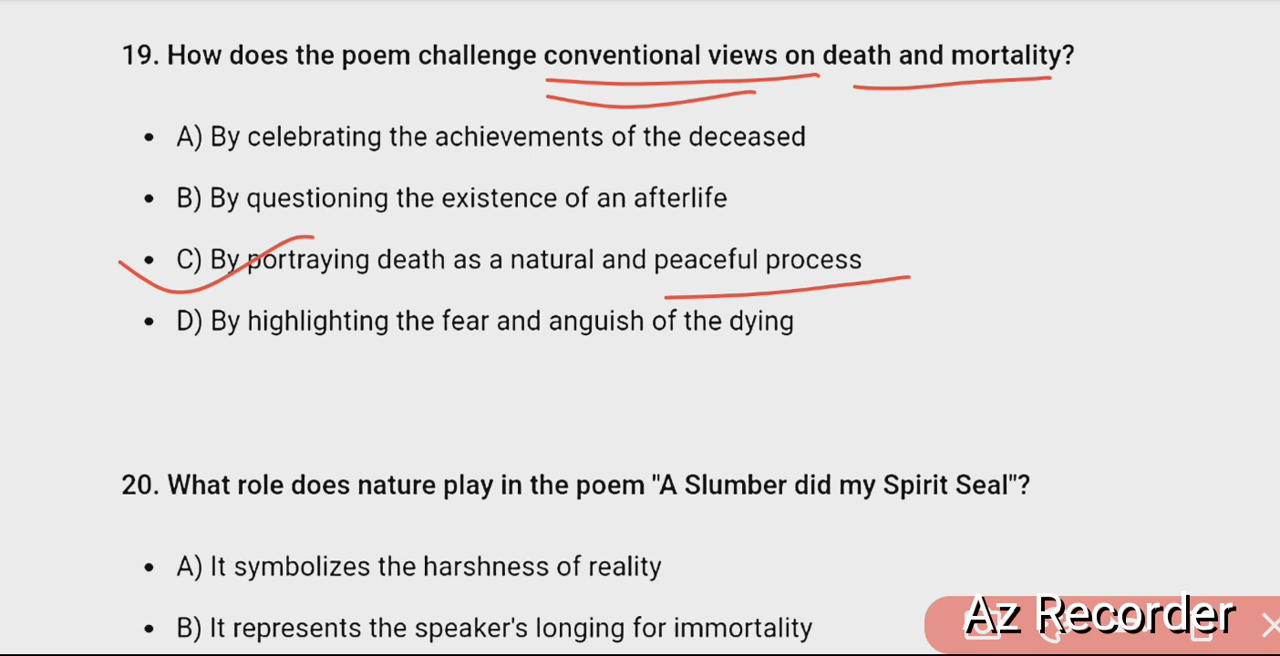 19. How does the poem challenge conventional views on death and mortality?
• A) By celebrating the achievements of the deceased
• B) By questioning the existence of an afterlife
• C) By portraying death as a natural and peaceful process
• D) By highlighting the fear and anguish of the dying
20. What role does nature play in the poem "A Slumber did my Spirit Seal"?
• A) It symbolizes the harshness of reality
• B) It represents the speaker's longing for immortality
Az Recorder